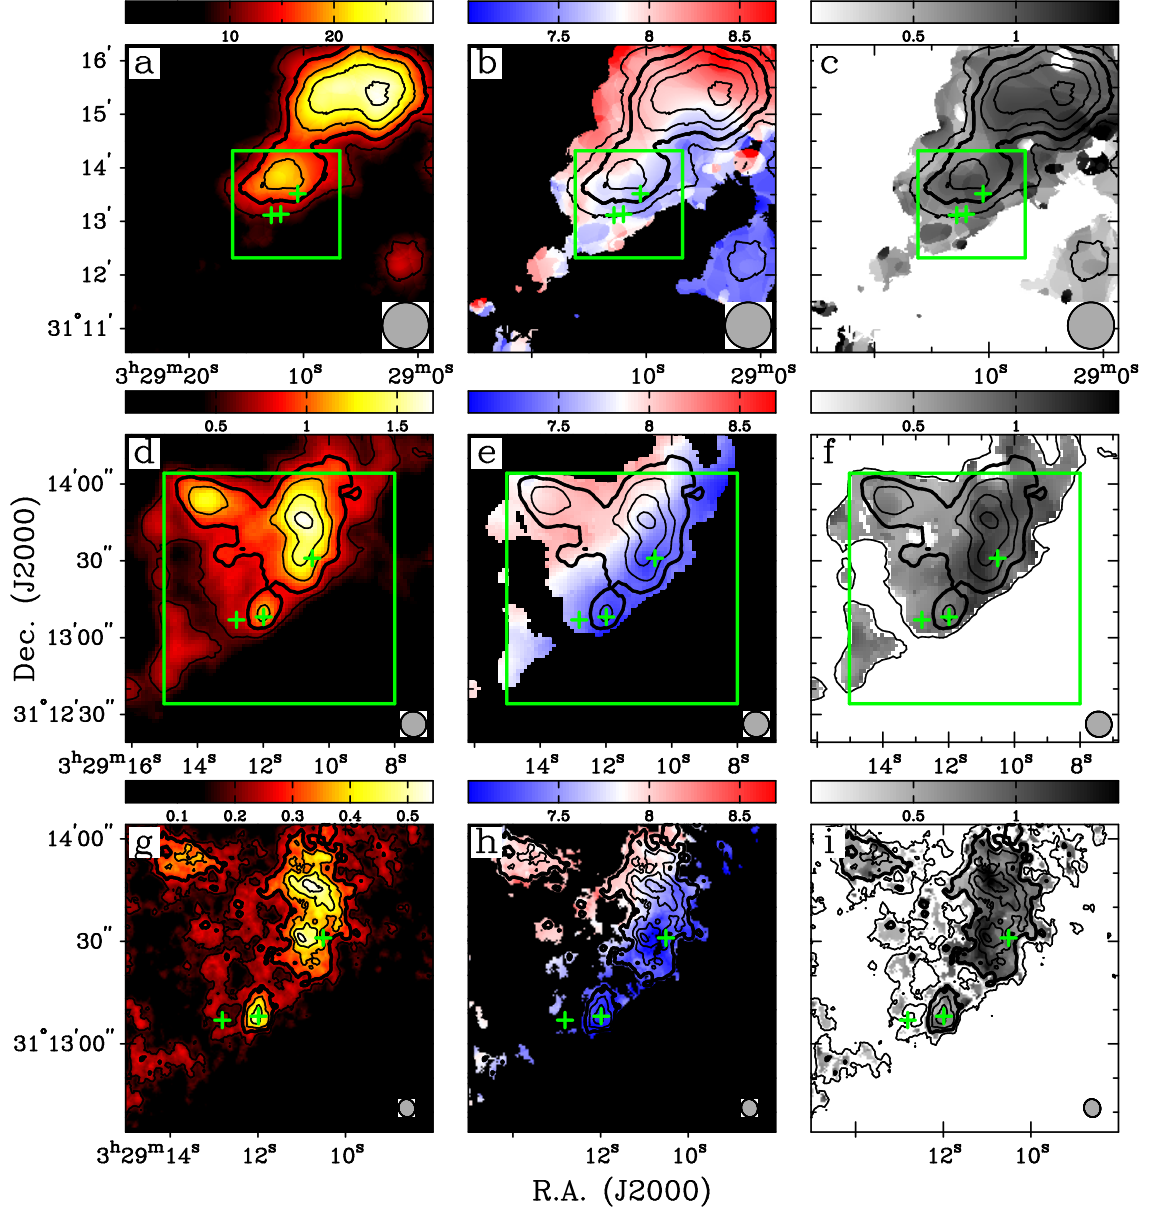 10 20 7.5 8 8.5 0.5 1
16′ a b c
15′
14′
13′
12′
31°11′
3h29m20s 10s 29m0s 10s 29m0s 10s 29m0s
0.5 1 1.5 7.5 8 8.5 0.5 1
d e f
14′00″
30″
13′00″
31°12′30″
3h29m16s 14s 12s 10s 8s 14s 12s 10s 8s 14s 12s 10s 8s
0.1 0.2 0.3 0.4 0.5 7.5 8 8.5 0.5 1
14′00″ g h i
30″
31°13′00″
3h29m14s 12s 10s 12s 10s 12s 10s
Dec. (J2000)
R.A. (J2000)